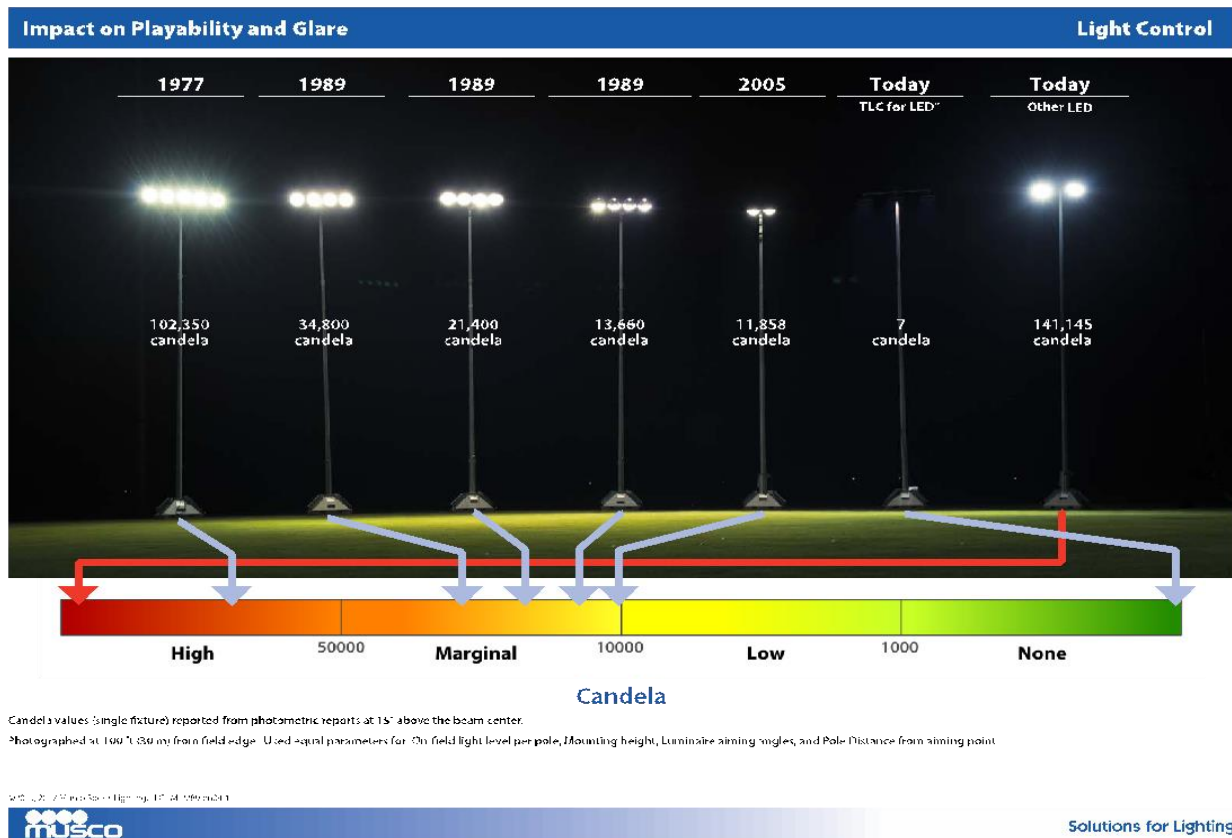 Impact on Playability and Glare
Light Control
1977 1989 1989 1989 2005 Today Today
TLC for LED™ Other LED
102,350 34,800 21,400 13,660 11,858 7 141,145
candela candela candela candela candela candela candela
50000 10000 1000
High Marginal Low None
Candela
Candela values (single fixture) reported from photometric reports at 15° above the beam center.
Photographed at 100 ft (30 m) from field edge. Used equal parameters for: On-field light level per pole, Mounting height, Luminaire aiming angles, and Pole Distance from aiming point
musco
Solutions for Lighting